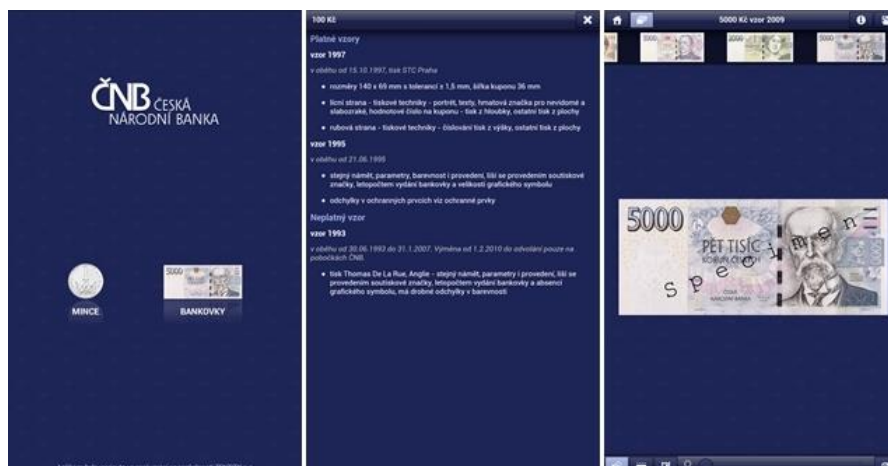 ČNB ČESKÁ
NÁRODNÍ BANKA
5000
MINCE
BANKOVKY
100 Kč
Platné vzory
vzor 1997
v oběhu od 15.10.1997, tisk STC Praha
rozměry 140 x 69 mm s tolerancí ± 1,5 mm, šířka kuponu 36 mm
lícní strana - tiskové techniky - portrét, texty, hmatová značka pro nevidomé a
slabozraké, hodnotové číslo na kuponu - tisk z hloubky, ostatní tisk z plochy
rubová strana - tiskové techniky - číslování tisk z výšky, ostatní tisk z plochy
vzor 1995
v oběhu od 21.06.1995
stejný námět, parametry, barevnost i provedení, liší se provedením soutiskové
značky, letopočtem vydání bankovky a velikostí grafického symbolu
odchylky v ochranných prvcích viz ochranné prvky
Neplatný vzor
vzor 1993
v oběhu od 30.06.1993 do 31.1.2007. Výměna od 1.2.2010 do odvolání pouze na
pobočkách ČNB.
tisk Thomas De La Rue, Anglie - stejný námět, parametry i provedení, liší se
provedením soutiskové značky, letopočtem vydání bankovky a absencí
grafického symbolu, má drobné odchylky v barevnosti
5000 Kč vzor 2009
5000
2000
5000
5000
PĚT TISÍC
KORUN ČESKÝCH
Specimen
ČESKÁ
NÁRODNÍ BANKA